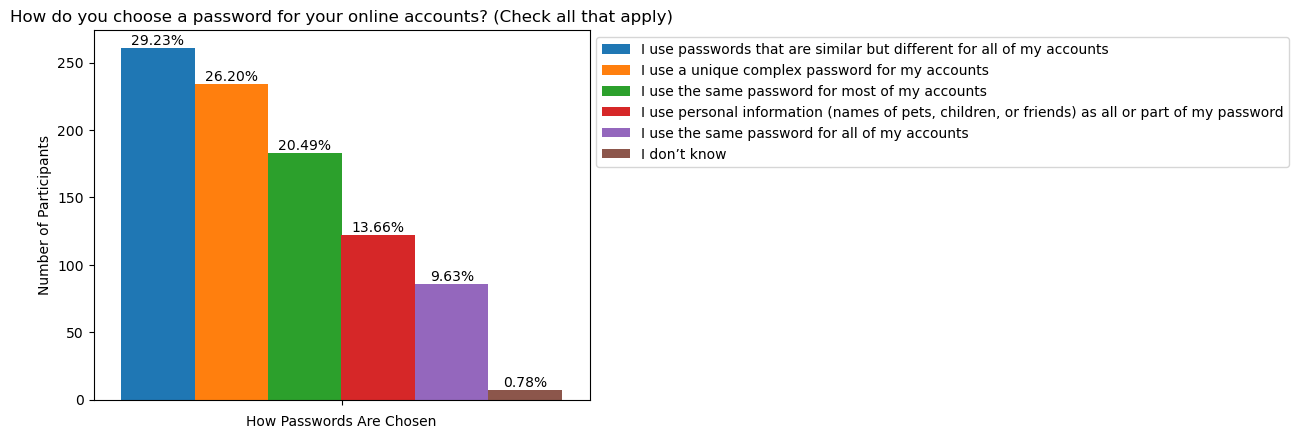 How do you choose a password for your online accounts? (Check all that apply)
29.23%
26.20%
20.49%
13.66%
9.63%
0.78%
250
200
150
100
50
0
Number of Participants
How Passwords Are Chosen
I use passwords that are similar but different for all of my accounts
I use a unique complex password for my accounts
I use the same password for most of my accounts
I use personal information (names of pets, children, or friends) as all or part of my password
I use the same password for all of my accounts
I don’t know